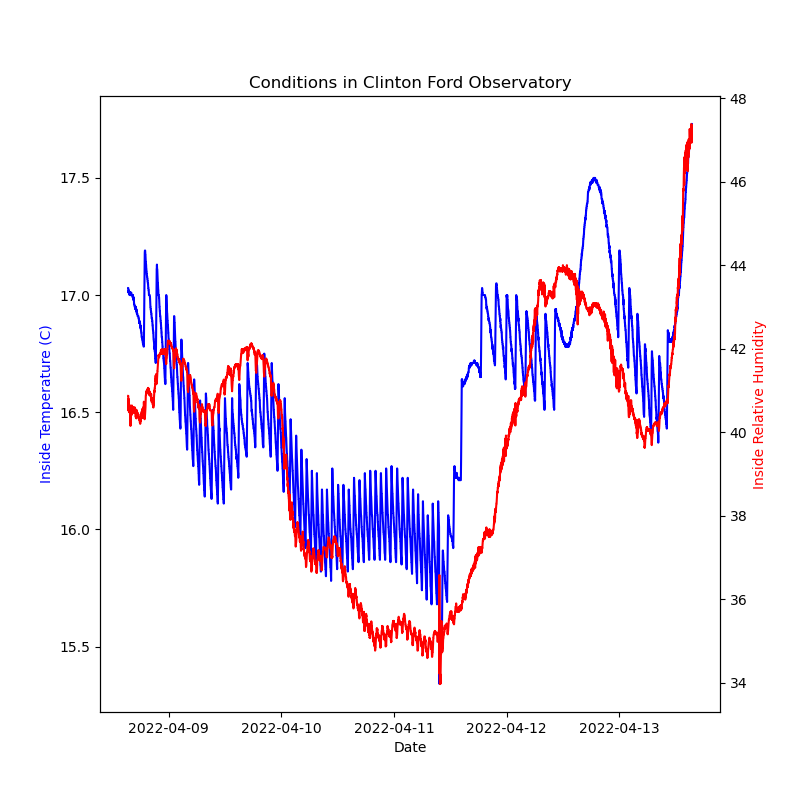 Conditions in Clinton Ford Observatory
Inside Temperature (C)
17.5
17.0
16.5
16.0
15.5
48
46
44
42
40
38
36
34
Inside Relative Humidity
2022-04-09 2022-04-10 2022-04-11 2022-04-12 2022-04-13
Date